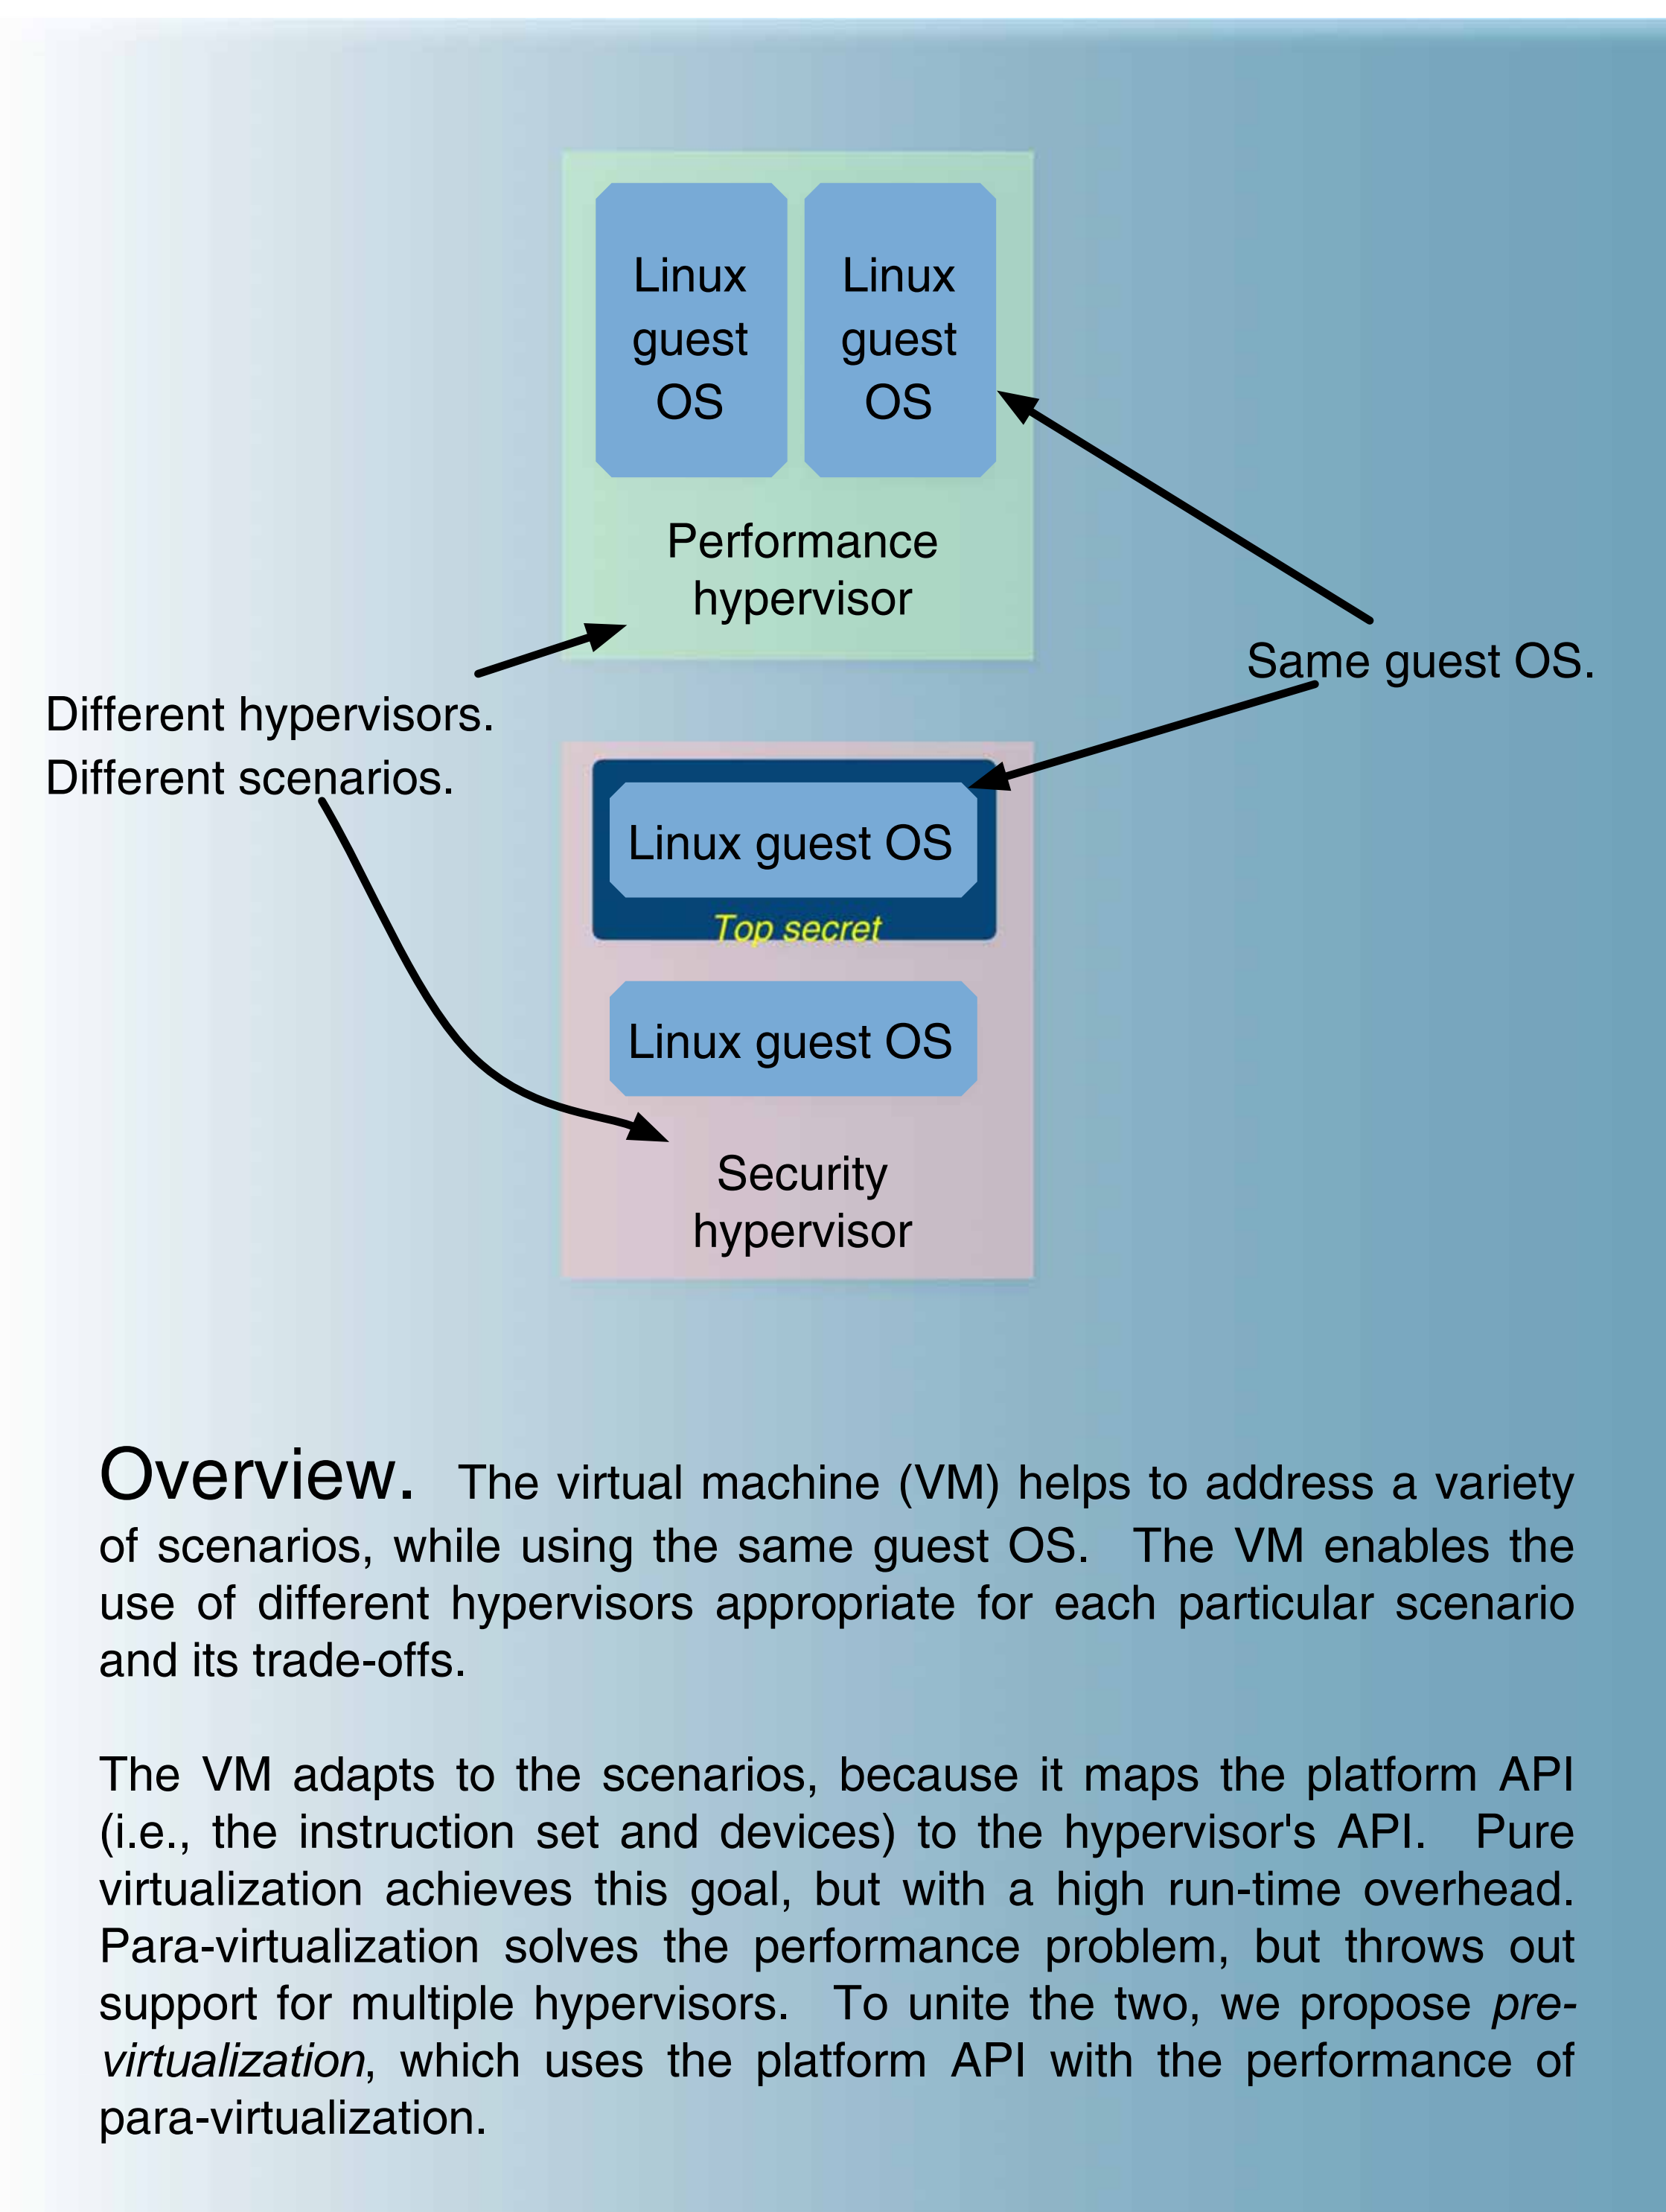 Linux
guest
OS
Linux
guest
OS
Performance
hypervisor
Same guest OS.
Different hypervisors.
Different scenarios.
Linux guest OS
Top secret
Linux guest OS
Security
hypervisor
Overview. The virtual machine (VM) helps to address a variety
of scenarios, while using the same guest OS. The VM enables the
use of different hypervisors appropriate for each particular scenario
and its trade-offs.
The VM adapts to the scenarios, because it maps the platform API
(i.e., the instruction set and devices) to the hypervisor's API. Pure
virtualization achieves this goal, but with a high run-time overhead.
Para-virtualization solves the performance problem, but throws out
support for multiple hypervisors. To unite the two, we propose pre-
virtualization, which uses the platform API with the performance of
para-virtualization.